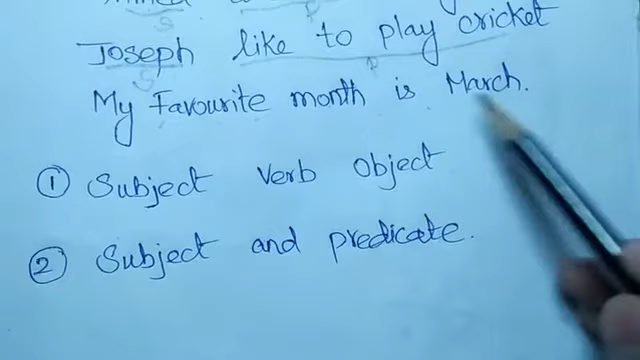 Joseph like to play cricket
S P
My Favourite month is March.
① Subject Verb Object
② Subject and predicate.